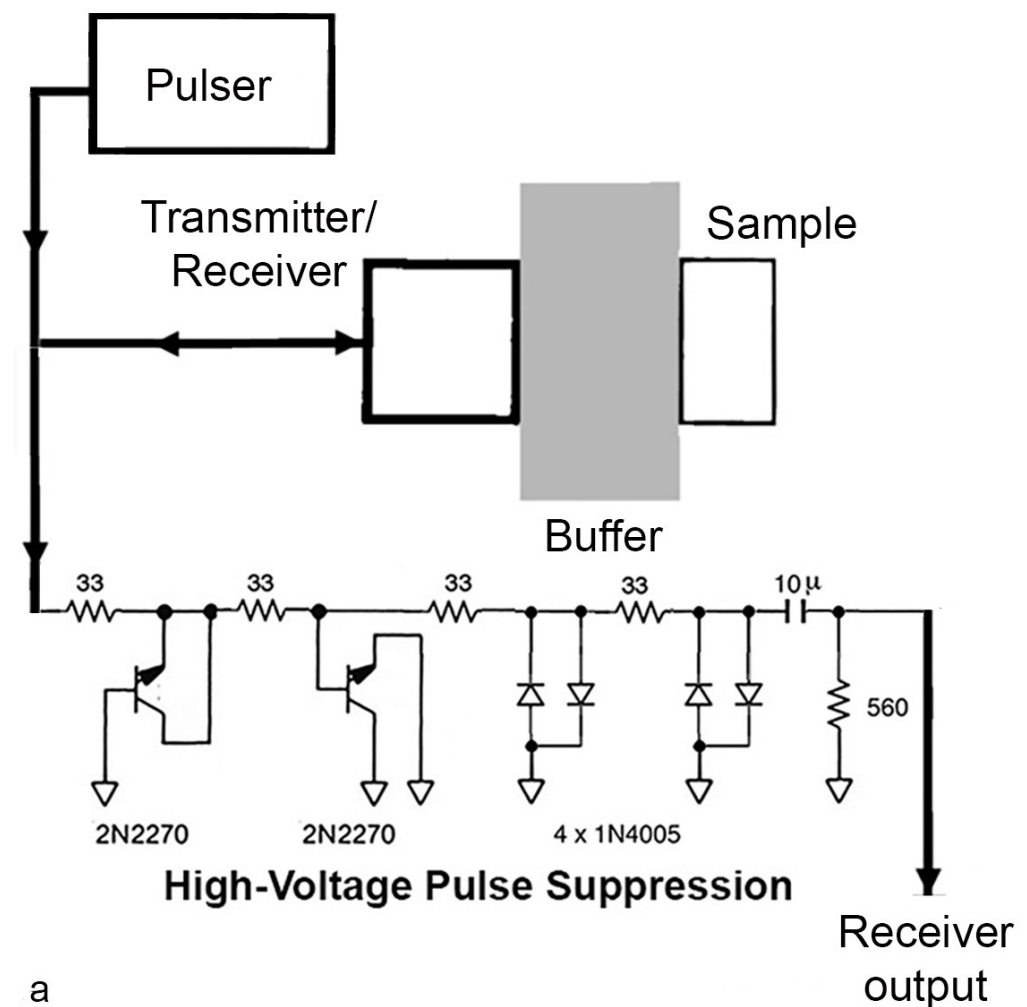 Pulser
Transmitter/
Receiver
Sample
Buffer
33
33
33
33
10 μ
560
2N2270
2N2270
4 x 1N4005
High-Voltage Pulse Suppression
Receiver
output
a